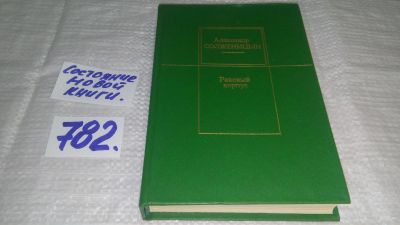 Состояние
новой
книги.
782.
Александр
СОЛЖЕНИЦЫН
Раковый
корпус